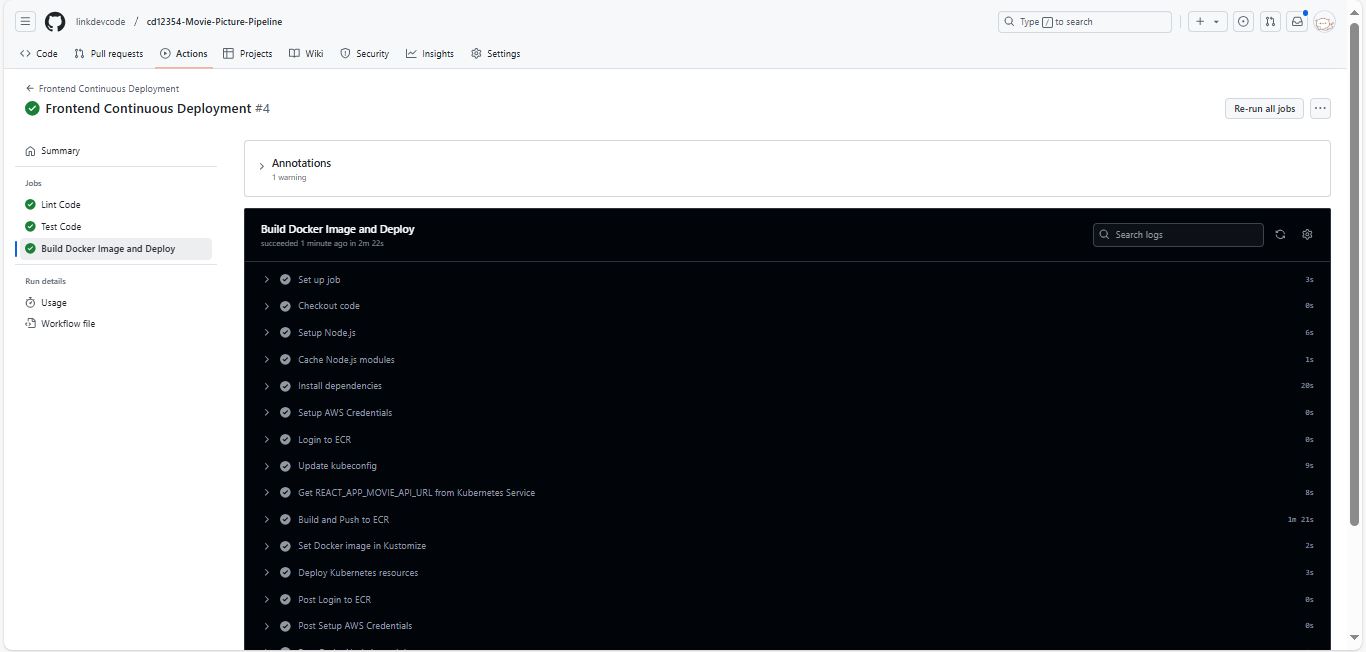 linkdevcode / cd12354-Movie-Picture-Pipeline
Type / to search
Code
Pull requests
Actions
Projects
Wiki
Security
Insights
Settings
Frontend Continuous Deployment
Frontend Continuous Deployment #4
Re-run all jobs
Summary
Jobs
Lint Code
Test Code
Build Docker Image and Deploy
Run details
Usage
Workflow file
Annotations
1 warning
Build Docker Image and Deploy
succeeded 1 minute ago in 2m 22s
Search logs
Set up job 3s
Checkout code 0s
Setup Node.js 6s
Cache Node.js modules 1s
Install dependencies 20s
Setup AWS Credentials 0s
Login to ECR 0s
Update kubeconfig 9s
Get REACT_APP_MOVIE_API_URL from Kubernetes Service 8s
Build and Push to ECR 1m 21s
Set Docker image in Kustomize 2s
Deploy Kubernetes resources 3s
Post Login to ECR 0s
Post Setup AWS Credentials 0s